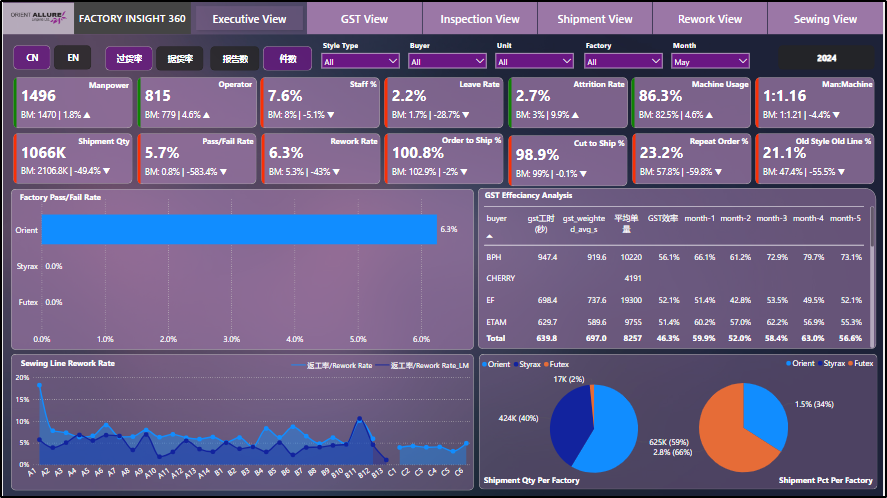 ORIENT ALLURE
FACTORY INSIGHT 360
Executive View
GST View
Inspection View
Shipment View
Rework View
Sewing View
CN
EN
过货率
报告数
件数
Style Type
All
Buyer
All
Unit
All
Factory
All
Month
May
2024
Manpower
1496
BM: 1470 | 1.8% ▲
Operator
815
BM: 779 | 4.6% ▲
Staff %
7.6%
BM: 8% | -5.1% ▼
Leave Rate
2.2%
BM: 1.7% | -28.7% ▼
Attrition Rate
2.7%
BM: 3% | 9.9% ▲
Machine Usage
86.3%
BM: 82.5% | 4.6% ▲
Man:Machine
1:1.16
BM: 1:1.21 | -4.4% ▼
Shipment Qty
1066K
BM: 2106.8K | -49.4% ▼
Pass/Fail Rate
5.7%
BM: 0.8% | -583.4% ▼
Rework Rate
6.3%
BM: 5.3% | -43% ▼
Order to Ship %
100.8%
BM: 102.9% | -2% ▼
Cut to Ship %
98.9%
BM: 99% | -0.1% ▼
Repeat Order %
23.2%
BM: 57.8% | -59.8% ▼
Old Style Old Line %
21.1%
BM: 47.4% | -55.5% ▼
Factory Pass/Fail Rate
Orient 6.3%
Styrax 0.0%
Futex 0.0%
0.0% 1.0% 2.0% 3.0% 4.0% 5.0% 6.0%
GST Effeciancy Analysis
buyer gst工时 gst_weighte 平均单 GST效率 month-1 month-2 month-3 month-4 month-5
(秒) d_avg_s 量
BPH 947.4 919.6 10220 56.1% 66.1% 61.2% 72.9% 79.7% 73.1%
CHERRY 4191
EF 698.4 737.6 19300 52.1% 51.4% 42.8% 53.5% 49.5% 52.1%
ETAM 629.7 589.6 9755 51.4% 60.2% 57.0% 62.2% 56.9% 55.3%
Total 639.8 697.0 8257 46.3% 59.9% 52.0% 58.4% 63.0% 56.6%
Sewing Line Rework Rate
返工率/Rework Rate
返工率/Rework Rate_LM
20%
15%
10%
5%
0%
A1 A2 A3 A4 A5 A6 A7 A8 A9 A10 A11 A12 A13 A14 B1 B2 B3 B4 B5 B6 B7 B8 B9 B10 B11 B12 B13 C1 C2 C3 C4 C5 C6
Orient Styrax Futex
17K (2%)
424K (40%)
625K (59%)
Shipment Qty Per Factory
Orient Styrax Futex
1.5% (34%)
2.8% (66%)
Shipment Pct Per Factory